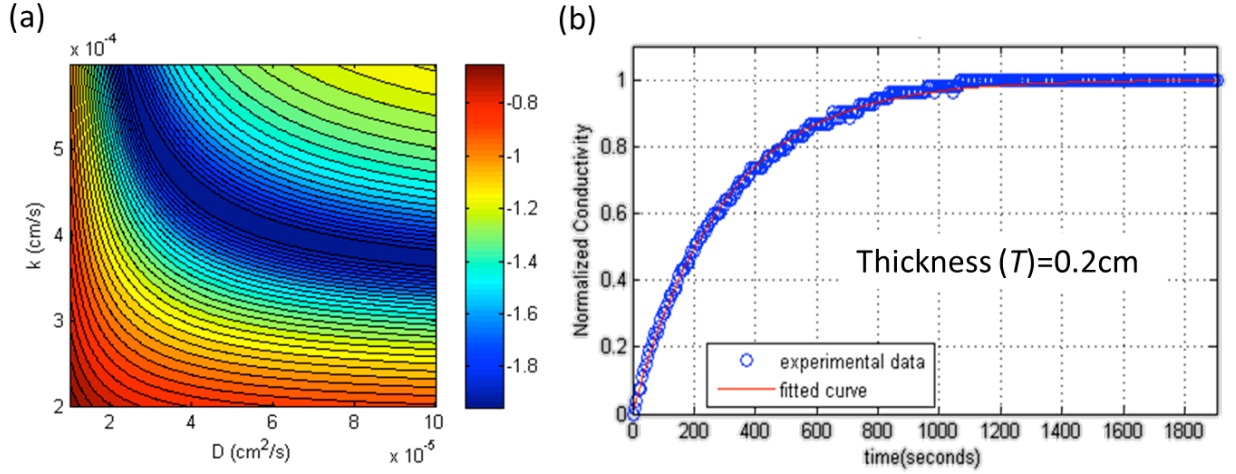 (a)
x 10⁻⁴
k (cm/s)
5
4
3
2
2
4
6
8
10
D (cm²/s)
x 10⁻⁵
-0.8
-1
-1.2
-1.4
-1.6
-1.8
(b)
Normalized Conductivity
1
0.8
0.6
0.4
0.2
0
Thickness (T)=0.2cm
experimental data
fitted curve
0
200
400
600
800
1000
1200
1400
1600
1800
time(seconds)